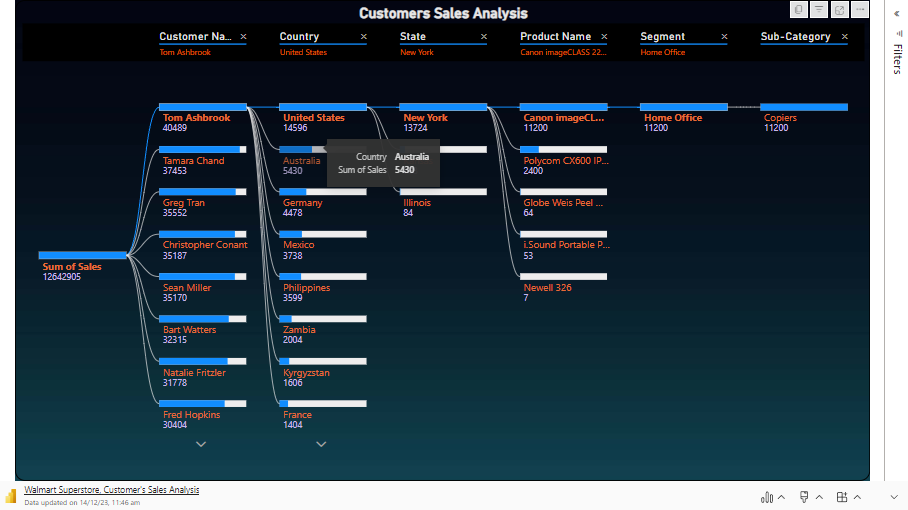 Customers Sales Analysis
Customer Na... ×
Country ×
State ×
Product Name ×
Segment ×
Sub-Category ×
Tom Ashbrook
United States
New York
Canon imageCLASS 22...
Home Office
Filters
Sum of Sales
12642905
Tom Ashbrook
40489
Tamara Chand
37453
Greg Tran
35552
Christopher Conant
35187
Sean Miller
35170
Bart Watters
32315
Natalie Fritzler
31778
Fred Hopkins
30404
United States
14596
Australia
5430
Germany
4478
Mexico
3738
Philippines
3599
Zambia
2004
Kyrgyzstan
1606
France
1404
Country Australia
Sum of Sales 5430
New York
13724
Illinois
84
Canon imageCL...
11200
Polycom CX600 IP...
2400
Globe Weis Peel ...
64
i.Sound Portable P...
53
Newell 326
7
Home Office
11200
Copiers
11200
Walmart Superstore, Customer's Sales Analysis
Data updated on 14/12/23, 11:46 am